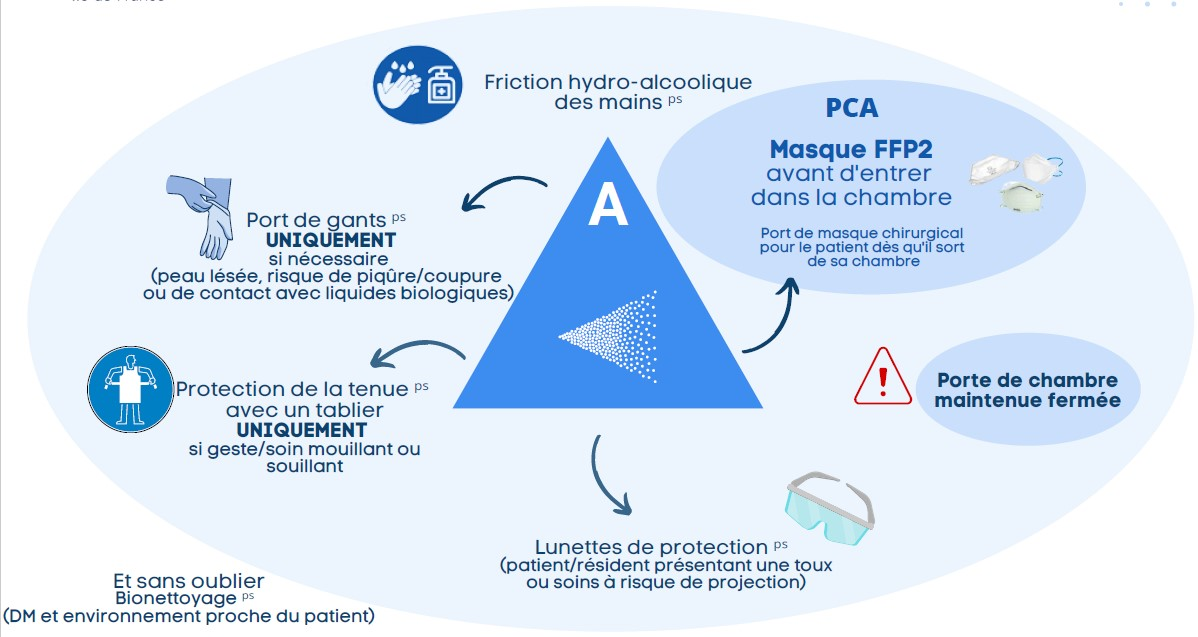 Friction hydro-alcoolique
des mains ps
PCA
Masque FFP2
avant d'entrer
dans la chambre
Port de masque chirurgical
pour le patient dès qu'il sort
de sa chambre
A
Port de gants ps
UNIQUEMENT
si nécessaire
(peau lésée, risque de piqûre/coupure
ou de contact avec liquides biologiques)
Protection de la tenue ps
avec un tablier
UNIQUEMENT
si geste/soin mouillant ou
souillant
Porte de chambre
maintenue fermée
Lunettes de protection ps
(patient/résident présentant une toux
ou soins à risque de projection)
Et sans oublier
Bionettoyage ps
(DM et environnement proche du patient)